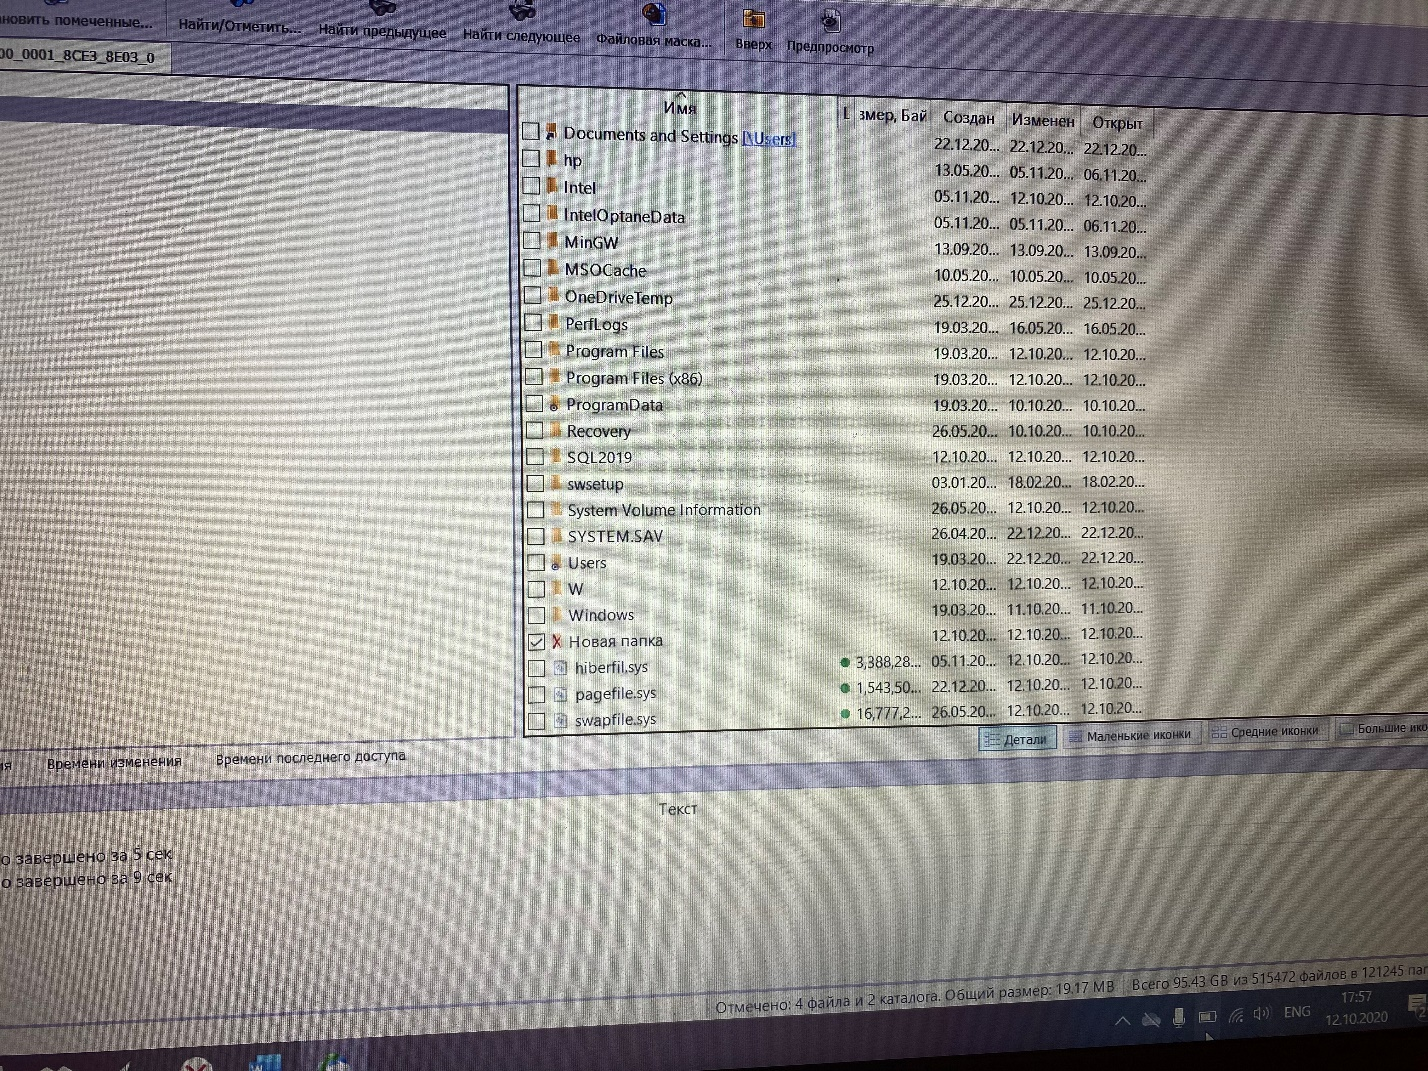 помеченные... Найти/Отметить... Найти предыдущее Найти следующее Файловая маска... Вверх Предпросмотр
00_0001_8CE3_8E03_0
Имя змер, Бай Создан Изменен Открыт
Documents and Settings [\Users] 22.12.20... 22.12.20... 22.12.20...
hp 13.05.20... 05.11.20... 06.11.20...
Intel 05.11.20... 12.10.20... 12.10.20...
IntelOptaneData 05.11.20... 05.11.20... 06.11.20...
MinGW 13.09.20... 13.09.20... 13.09.20...
MSOCache 10.05.20... 10.05.20... 10.05.20...
OneDriveTemp 25.12.20... 25.12.20... 25.12.20...
PerfLogs 19.03.20... 16.05.20... 16.05.20...
Program Files 19.03.20... 12.10.20... 12.10.20...
Program Files (x86) 19.03.20... 12.10.20... 12.10.20...
ProgramData 19.03.20... 10.10.20... 10.10.20...
Recovery 26.05.20... 10.10.20... 10.10.20...
SQL2019 12.10.20... 12.10.20... 12.10.20...
swsetup 03.01.20... 18.02.20... 18.02.20...
System Volume Information 26.05.20... 12.10.20... 12.10.20...
SYSTEM.SAV 26.04.20... 22.12.20... 22.12.20...
Users 19.03.20... 22.12.20... 22.12.20...
W 12.10.20... 12.10.20... 12.10.20...
Windows 19.03.20... 11.10.20... 11.10.20...
Новая папка 12.10.20... 12.10.20... 12.10.20...
hiberfil.sys 3,388,28... 05.11.20... 12.10.20... 12.10.20...
pagefile.sys 1,543,50... 22.12.20... 12.10.20... 12.10.20...
swapfile.sys 16,777,2... 26.05.20... 12.10.20... 12.10.20...
Детали Маленькие иконки Средние иконки Большие ико
Времени изменения Времени последнего доступа
Текст
о завершено за 5 сек
о завершено за 9 сек
Отмечено: 4 файла и 2 каталога. Общий размер: 19.17 MB Всего 95.43 GB из 515472 файлов в 121245 пап
ENG 17:57
12.10.2020